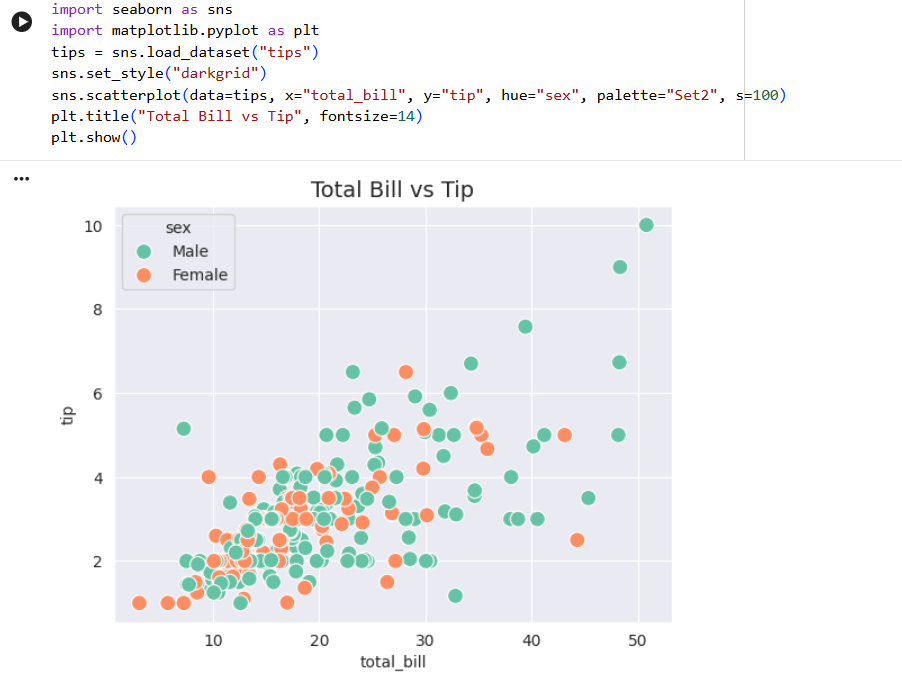 import seaborn as sns
import matplotlib.pyplot as plt
tips = sns.load_dataset("tips")
sns.set_style("darkgrid")
sns.scatterplot(data=tips, x="total_bill", y="tip", hue="sex", palette="Set2", s=100)
plt.title("Total Bill vs Tip", fontsize=14)
plt.show()
Total Bill vs Tip
sex
Male
Female
10
8
6
4
2
tip
10 20 30 40 50
total_bill